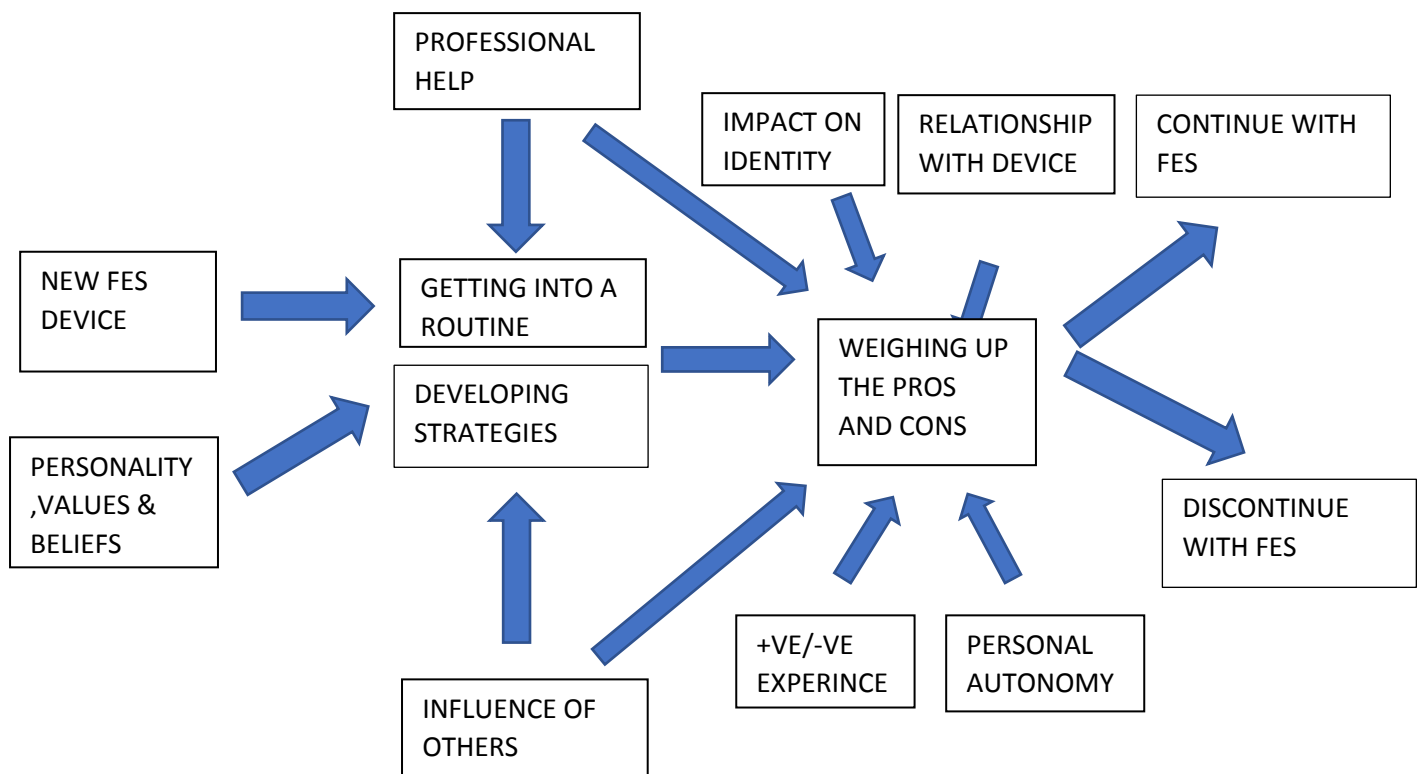 PROFESSIONAL
HELP
IMPACT ON
IDENTITY
RELATIONSHIP
WITH DEVICE
CONTINUE WITH
FES
NEW FES
DEVICE
GETTING INTO A
ROUTINE
WEIGHING UP
THE PROS
AND CONS
DEVELOPING
STRATEGIES
PERSONALITY
,VALUES &
BELIEFS
DISCONTINUE
WITH FES
+VE/-VE
EXPERINCE
PERSONAL
AUTONOMY
INFLUENCE OF
OTHERS